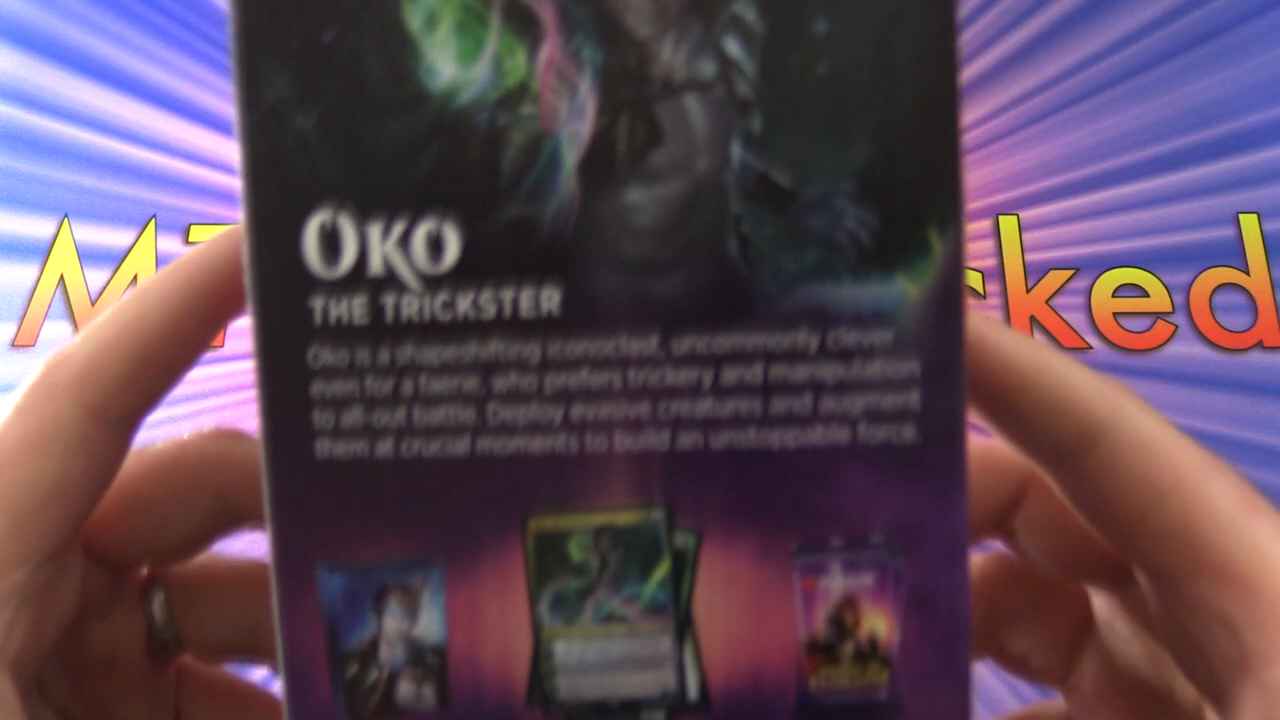 OKO
THE TRICKSTER
Oko is a shapeshifting iconoclast, uncommonly clever
even for a faerie, who prefers trickery and manipulation
to all-out battle. Deploy evasive creatures and augment
them at crucial moments to build an unstoppable force.
M
cked